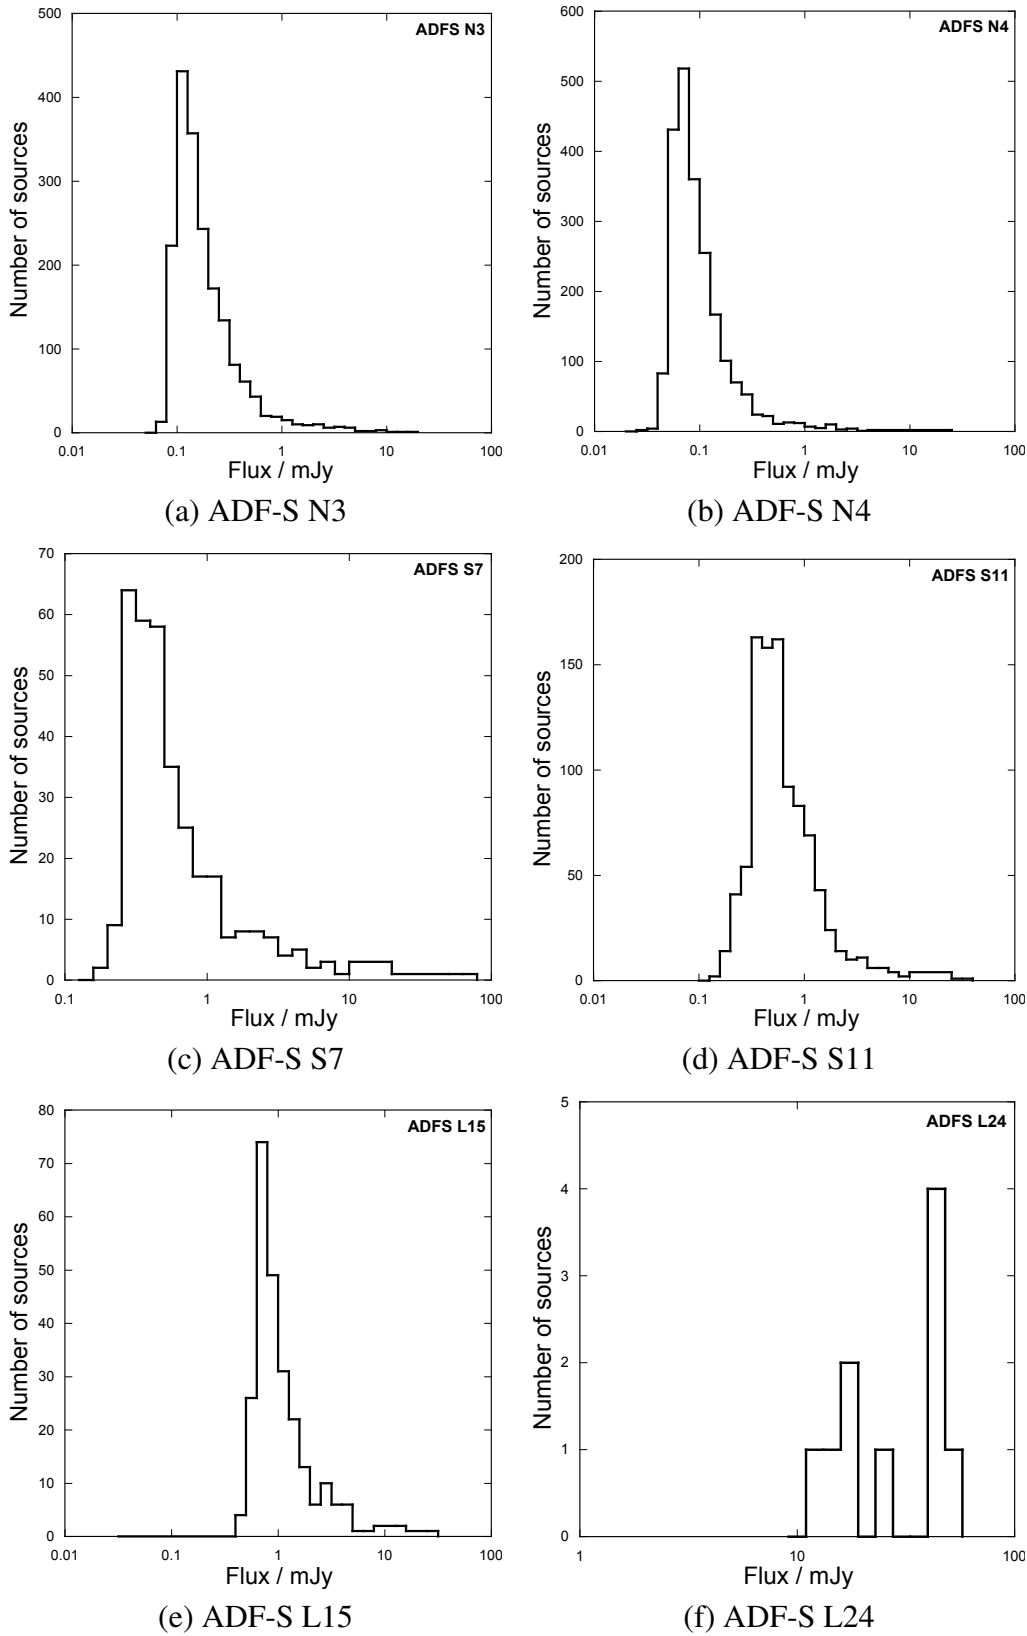 500
ADFS N3
400
300
200
100
0
Number of sources
0.01
0.1
1
10
100
Flux / mJy
(a) ADF-S N3
600
ADFS N4
500
400
300
200
100
0
Number of sources
0.01
0.1
1
10
100
Flux / mJy
(b) ADF-S N4
70
ADFS S7
60
50
40
30
20
10
0
Number of sources
0.1
1
10
100
Flux / mJy
(c) ADF-S S7
200
ADFS S11
150
100
50
0
Number of sources
0.01
0.1
1
10
100
Flux / mJy
(d) ADF-S S11
80
ADFS L15
70
60
50
40
30
20
10
0
Number of sources
0.01
0.1
1
10
100
Flux / mJy
(e) ADF-S L15
5
ADFS L24
4
3
2
1
0
Number of sources
1
10
100
Flux / mJy
(f) ADF-S L24